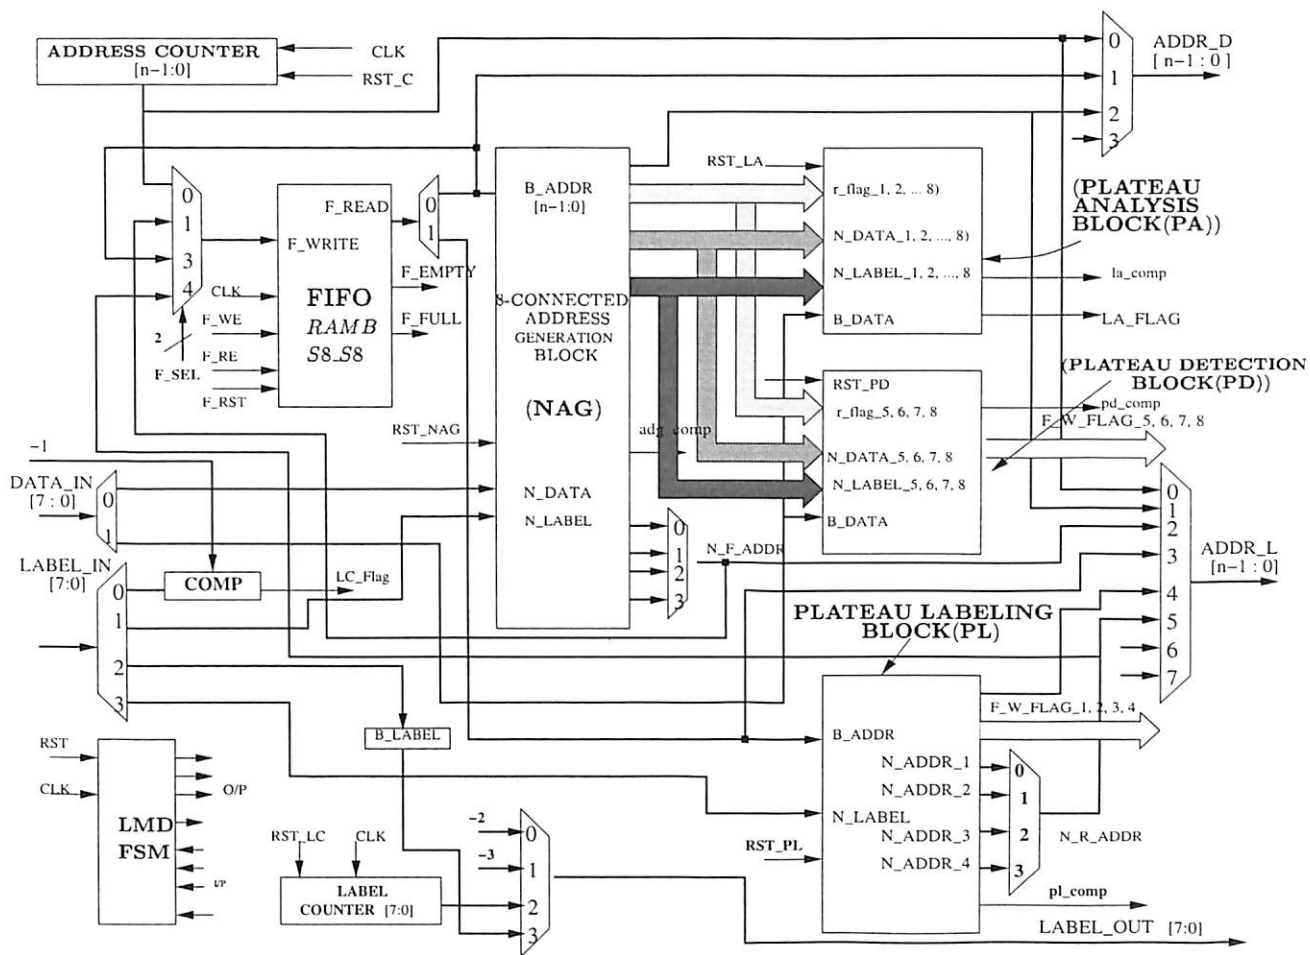 ADDRESS COUNTER
[n-1:0]
CLK
RST_C
0
1
2
3
ADDR_D
[ n-1 : 0 ]
0
1
3
4
2
F_SEL
F_READ
F_WRITE
FIFO
RAMB
S8_S8
CLK
F_WE
F_RE
F_RST
0
1
F_EMPTY
F_FULL
B_ADDR
[n-1:0]
8-CONNECTED
ADDRESS
GENERATION
BLOCK
(NAG)
RST_NAG
adg_comp
N_DATA
N_LABEL
0
1
2
3
N_F_ADDR
RST_LA
r_flag_1, 2, ... 8)
N_DATA_1, 2, ..., 8)
N_LABEL_1, 2, ..., 8
B_DATA
(PLATEAU
ANALYSIS
BLOCK(PA))
la_comp
LA_FLAG
RST_PD
r_flag_5, 6, 7, 8
N_DATA_5, 6, 7, 8
N_LABEL_5, 6, 7, 8
B_DATA
(PLATEAU DETECTION
BLOCK(PD))
pd_comp
F_W_FLAG_5, 6, 7, 8
0
1
2
3
4
5
6
7
ADDR_L
[n-1 : 0]
-1
DATA_IN
[7 : 0]
0
1
LABEL_IN
[7:0]
0
1
2
3
COMP
LC_Flag
B_LABEL
RST
CLK
LMD
FSM
O/P
I/P
RST_LC
CLK
LABEL
COUNTER [7:0]
-2
-3
0
1
2
3
PLATEAU LABELING
BLOCK(PL)
B_ADDR
N_LABEL
RST_PL
N_ADDR_1
N_ADDR_2
N_ADDR_3
N_ADDR_4
F_W_FLAG_1, 2, 3, 4
0
1
2
3
N_R_ADDR
pl_comp
LABEL_OUT [7:0]